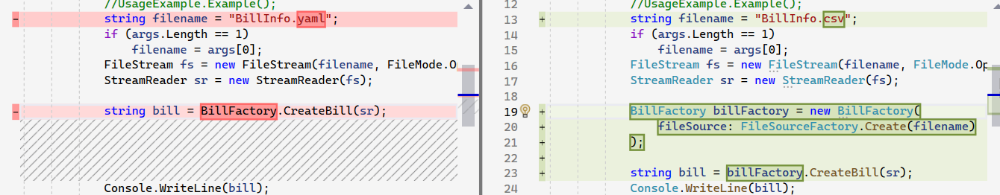 //UsageExample.Example();
- string filename = "BillInfo.yaml";
if (args.Length == 1)
filename = args[0];
FileStream fs = new FileStream(filename, FileMode.Op
StreamReader sr = new StreamReader(fs);
- string bill = BillFactory.CreateBill(sr);
Console.WriteLine(bill);
12 //UsageExample.Example();
13 + string filename = "BillInfo.csv";
14 if (args.Length == 1)
15 filename = args[0];
16 FileStream fs = new FileStream(filename, FileMode.Op
17 StreamReader sr = new StreamReader(fs);
18
19 + BillFactory billFactory = new BillFactory(
20 + fileSource: FileSourceFactory.Create(filename)
21 + );
22 +
23 + string bill = billFactory.CreateBill(sr);
24 Console.WriteLine(bill);